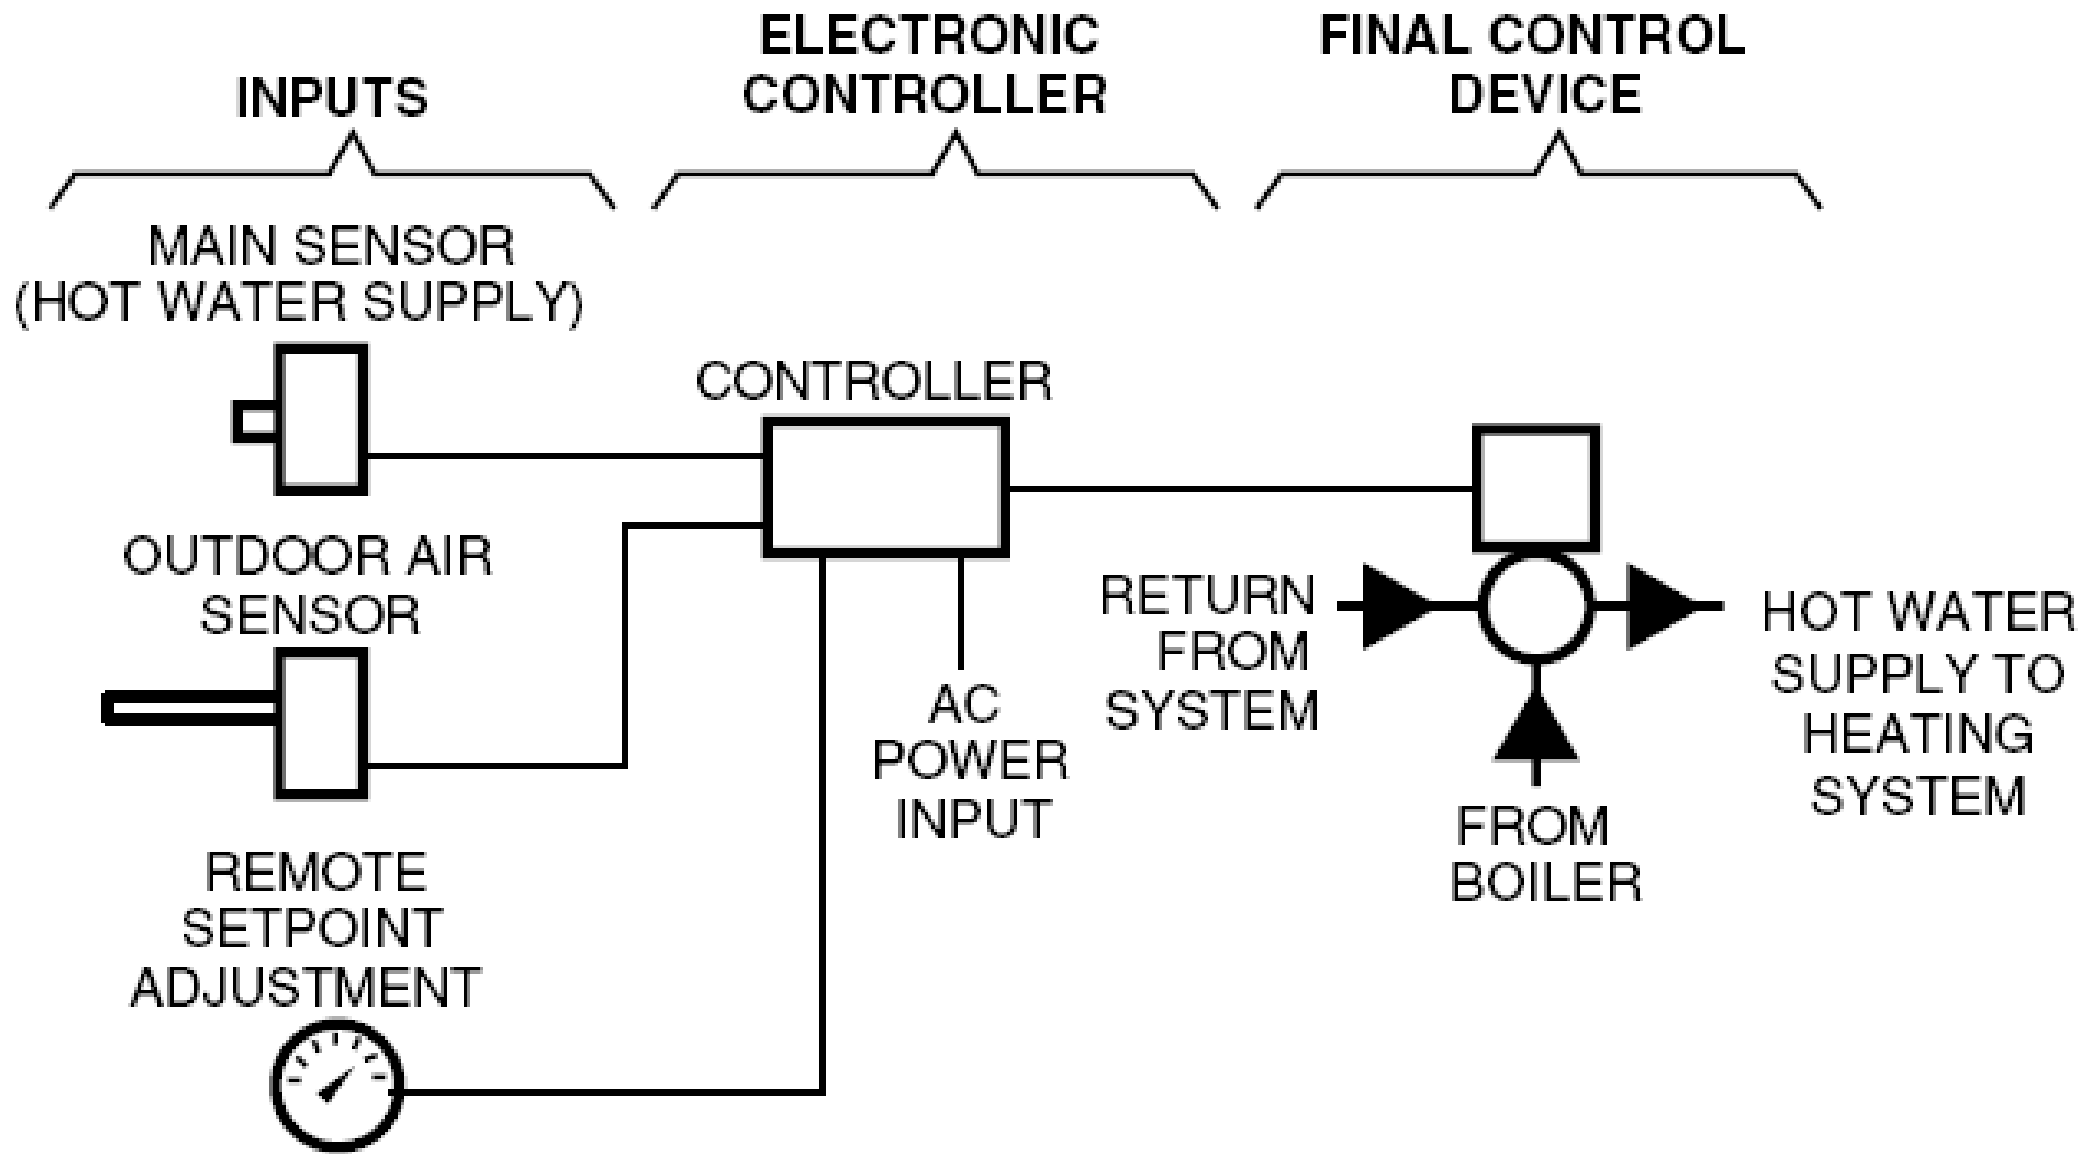 INPUTS
ELECTRONIC
CONTROLLER
FINAL CONTROL
DEVICE
MAIN SENSOR
(HOT WATER SUPPLY)
OUTDOOR AIR
SENSOR
REMOTE
SETPOINT
ADJUSTMENT
CONTROLLER
AC
POWER
INPUT
RETURN
FROM
SYSTEM
FROM
BOILER
HOT WATER
SUPPLY TO
HEATING
SYSTEM